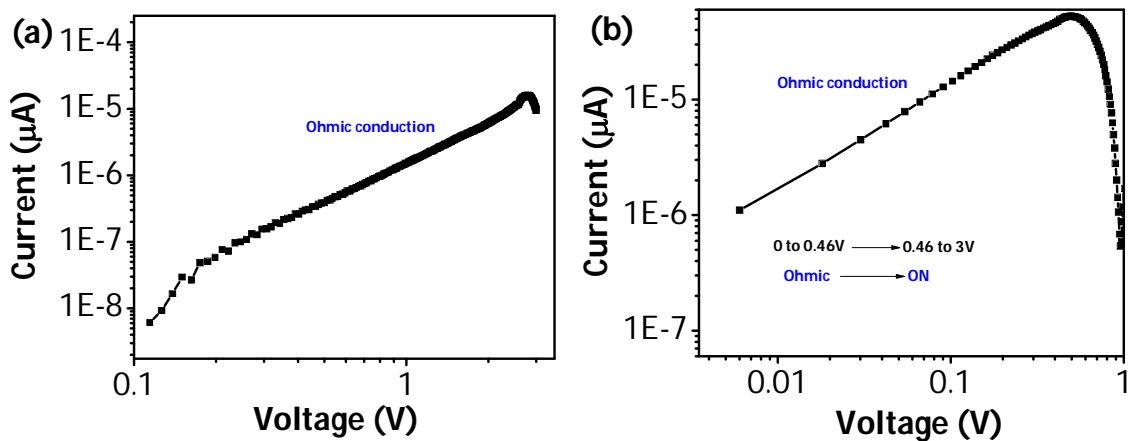 (a)
1E-4
1E-5
1E-6
1E-7
1E-8
Current (µA)
Ohmic conduction
0.1
1
Voltage (V)
(b)
1E-5
1E-6
1E-7
Current (µA)
Ohmic conduction
0 to 0.46V 0.46 to 3V
Ohmic ON
0.01
0.1
1
Voltage (V)